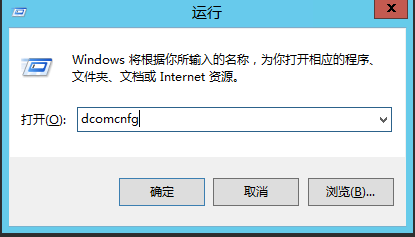 运行
x
Windows 将根据你所输入的名称，为你打开相应的程序、
文件夹、文档或 Internet 资源。
打开(O): dcomcnfg
确定 取消 浏览(B)...